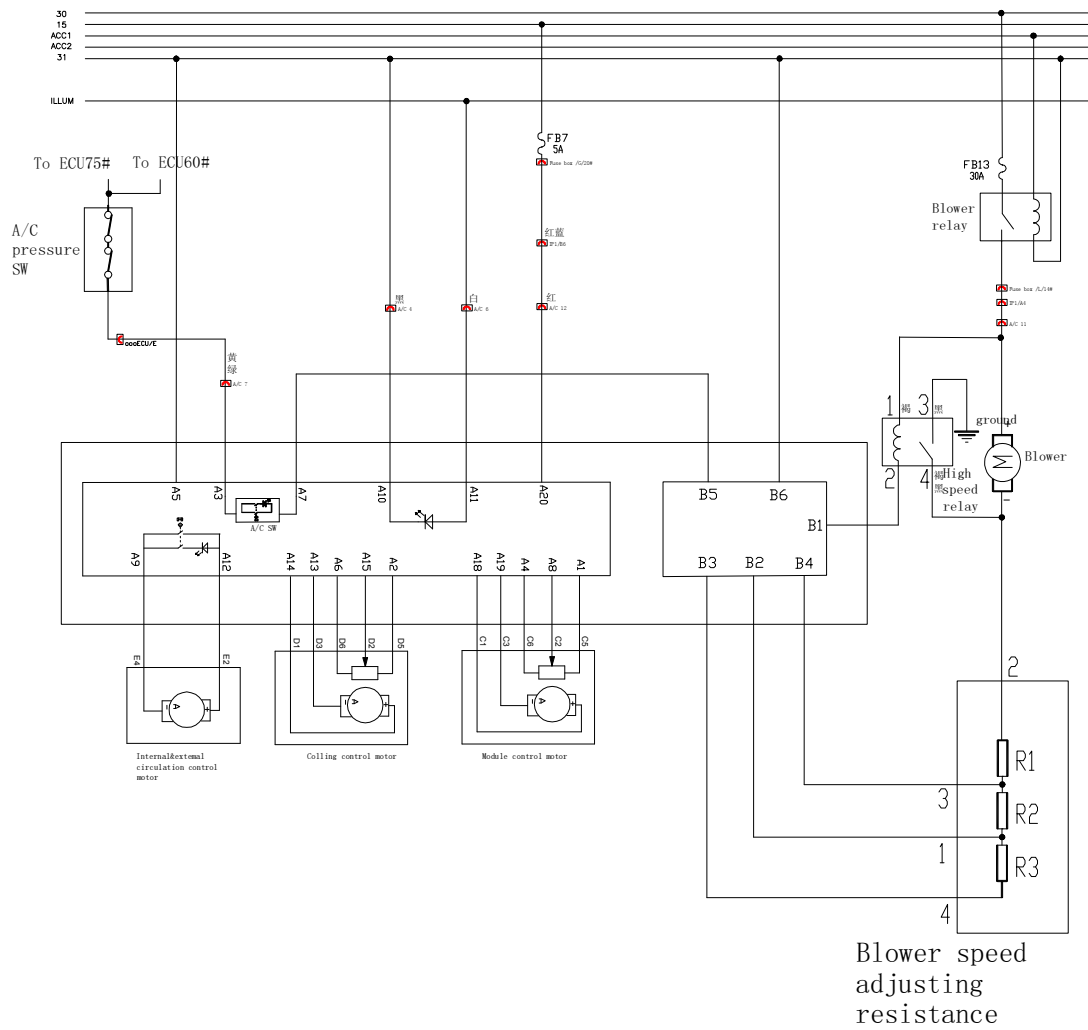 30
15
ACC1
ACC2
31
ILLUM
To ECU75#
To ECU60#
A/C
pressure
SW
FB7
5A
Fuse box /G/20#
红蓝
IP1/B6
红
A/C 12
FB13
30A
Blower
relay
Fuse box /L/14#
IP1/A4
A/C 11
黑
A/C 4
白
A/C 6
oooECU/E
黄
绿
A/C 7
1
褐
3
黑
ground
+
M
Blower
-
2
4
褐
黑
High
speed
relay
A5
A3
A/C SW
A7
A10
A11
A20
A9
A12
A14
A13
A6
A15
A2
A18
A19
A4
A8
A1
B5
B6
B1
B3
B2
B4
E4
E2
D1
D3
D6
D2
D5
C1
C3
C6
C2
C5
A
A
A
Internal&external
circulation control
motor
Colling control motor
Module control motor
2
R1
3
R2
1
R3
4
Blower speed
adjusting
resistance